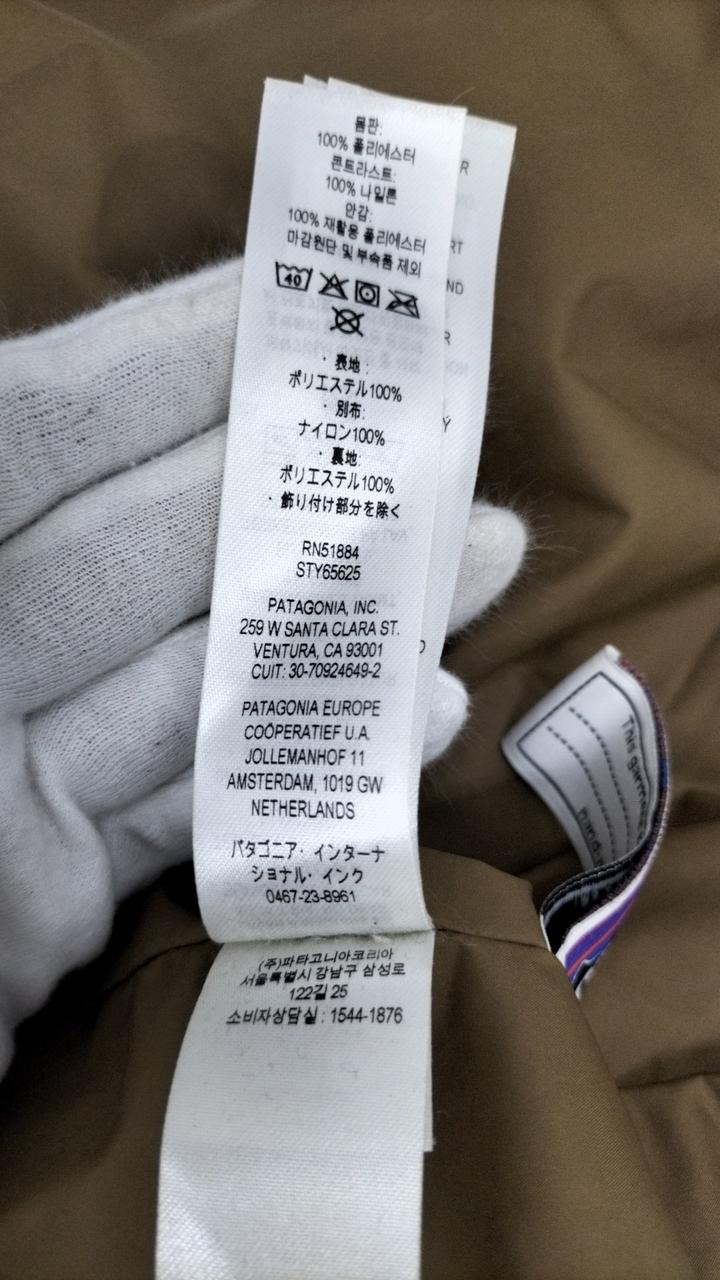 몸판:
100% 폴리에스터
콘트라스트:
100% 나일론
안감:
100% 재활용 폴리에스터
마감원단 및 부속품 제외
40
・表地:
ポリエステル100%
・別布:
ナイロン100%
・裏地:
ポリエステル100%
・飾り付け部分を除く
RN51884
STY65625
PATAGONIA, INC.
259 W SANTA CLARA ST.
VENTURA, CA 93001
CUIT: 30-70924649-2
PATAGONIA EUROPE
COÖPERATIEF U.A.
JOLLEMANHOF 11
AMSTERDAM, 1019 GW
NETHERLANDS
パタゴニア・インターナ
ショナル・インク
0467-23-8961
(주)파타고니아코리아
서울특별시 강남구 삼성로
122길 25
소비자상담실 : 1544-1876
This